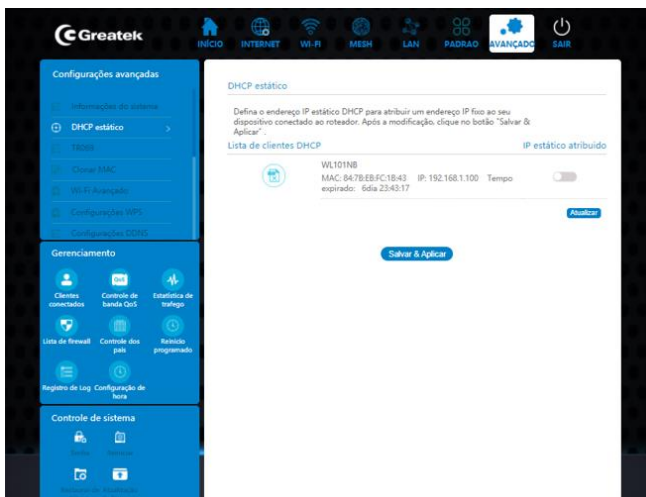 Greatek
INÍCIO INTERNET WI-FI MESH LAN PADRAO AVANÇADO SAIR
Configurações avançadas
Informações do sistema
DHCP estático >
TR069
Clonar MAC
Wi-Fi Avançado
Configurações WPS
Configurações DDNS
Gerenciamento
Clientes conectados
QoS
Controle de banda QoS
Estatística de trafego
Lista de firewall
Controle dos pais
Reinício programado
Registro de Log
Configuração de hora
Controle de sistema
DHCP estático
Defina o endereço IP estático DHCP para atribuir um endereço IP fixo ao seu
dispositivo conectado ao roteador. Após a modificação, clique no botão "Salvar &
Aplicar" .
Lista de clientes DHCP IP estático atribuído
WL101NB
MAC: 84:7B:EB:FC:1B:43 IP: 192.168.1.100 Tempo
expirado: 6dia 23:43:17
Atualizar
Salvar & Aplicar